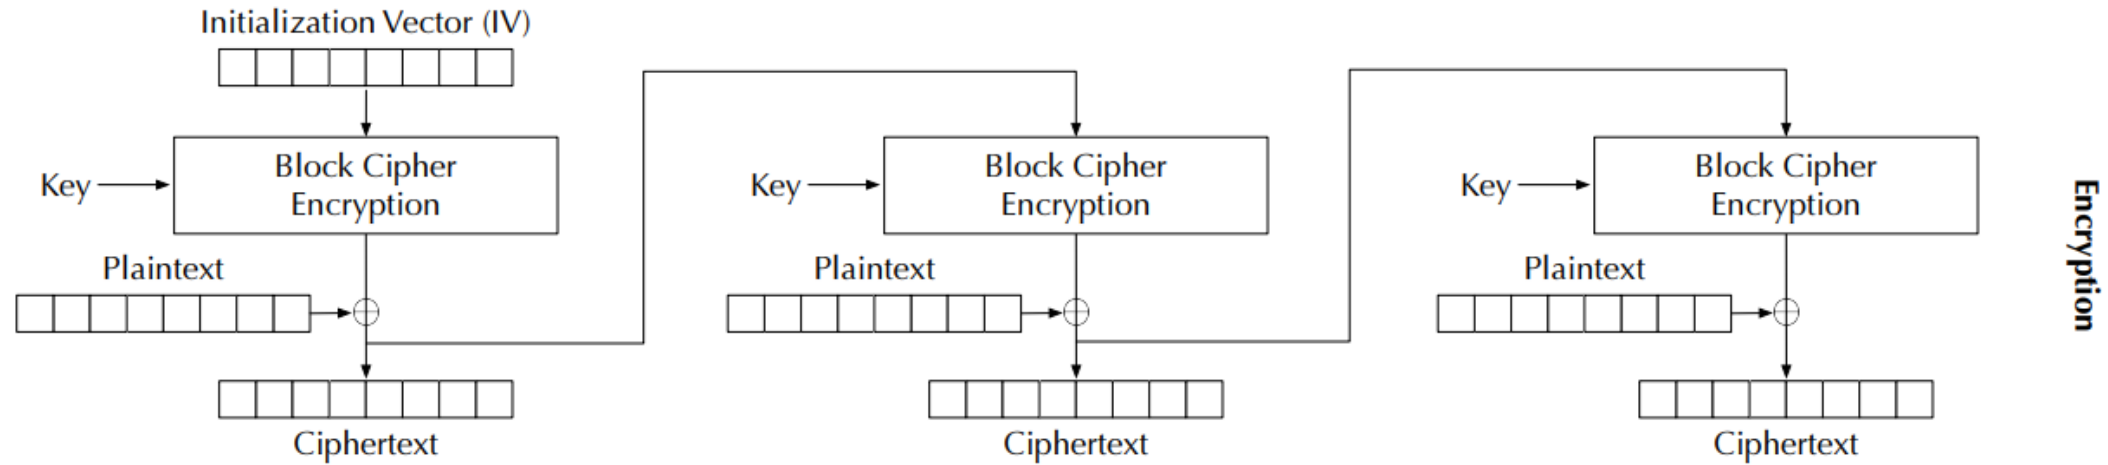 Initialization Vector (IV)
Key
Block Cipher
Encryption
Plaintext
Ciphertext
Key
Block Cipher
Encryption
Plaintext
Ciphertext
Key
Block Cipher
Encryption
Plaintext
Ciphertext
Encryption